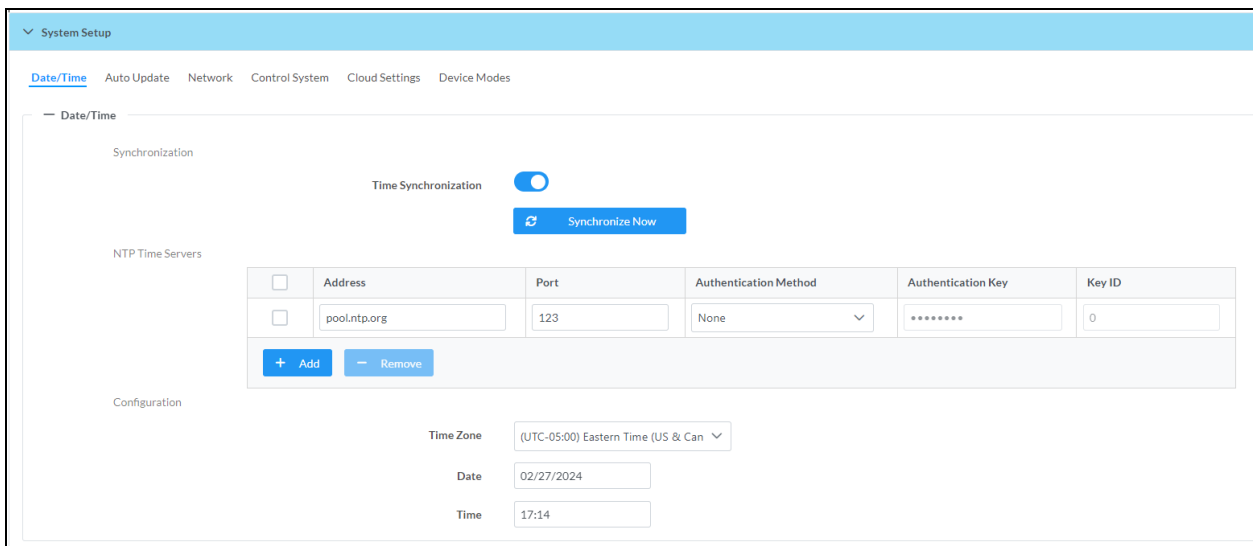 System Setup
Date/Time Auto Update Network Control System Cloud Settings Device Modes
Date/Time
Synchronization
Time Synchronization
Synchronize Now
NTP Time Servers
Address Port Authentication Method Authentication Key Key ID
pool.ntp.org 123 None •••••••• 0
+ Add − Remove
Configuration
Time Zone (UTC-05:00) Eastern Time (US & Can
Date 02/27/2024
Time 17:14